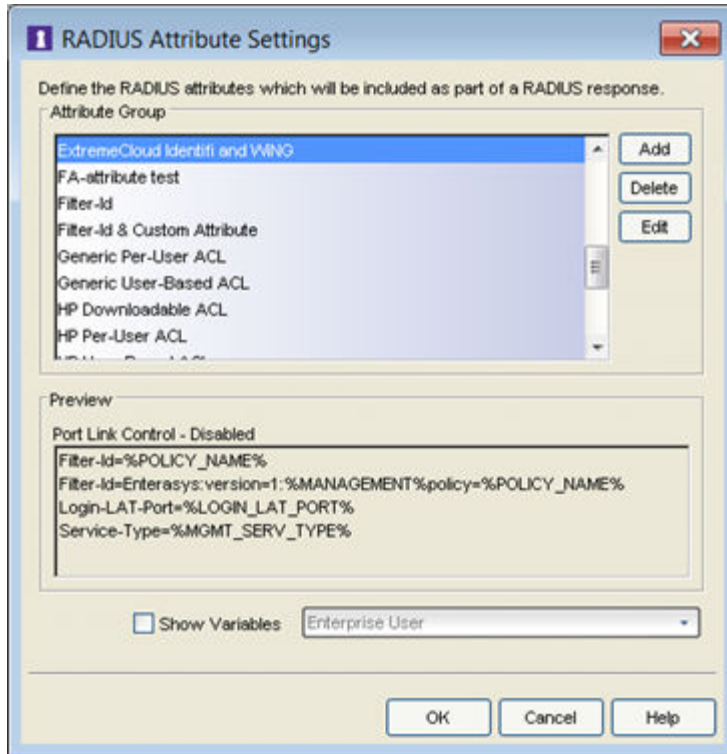 RADIUS Attribute Settings
Define the RADIUS attributes which will be included as part of a RADIUS response.
Attribute Group
ExtremeCloud Identifi and WING
FA-attribute test
Filter-Id
Filter-Id & Custom Attribute
Generic Per-User ACL
Generic User-Based ACL
HP Downloadable ACL
HP Per-User ACL
Add
Delete
Edit
Preview
Port Link Control - Disabled
Filter-Id=%POLICY_NAME%
Filter-Id=Enterasys:version=1:%MANAGEMENT%policy=%POLICY_NAME%
Login-LAT-Port=%LOGIN_LAT_PORT%
Service-Type=%MGMT_SERV_TYPE%
Show Variables
Enterprise User
OK
Cancel
Help